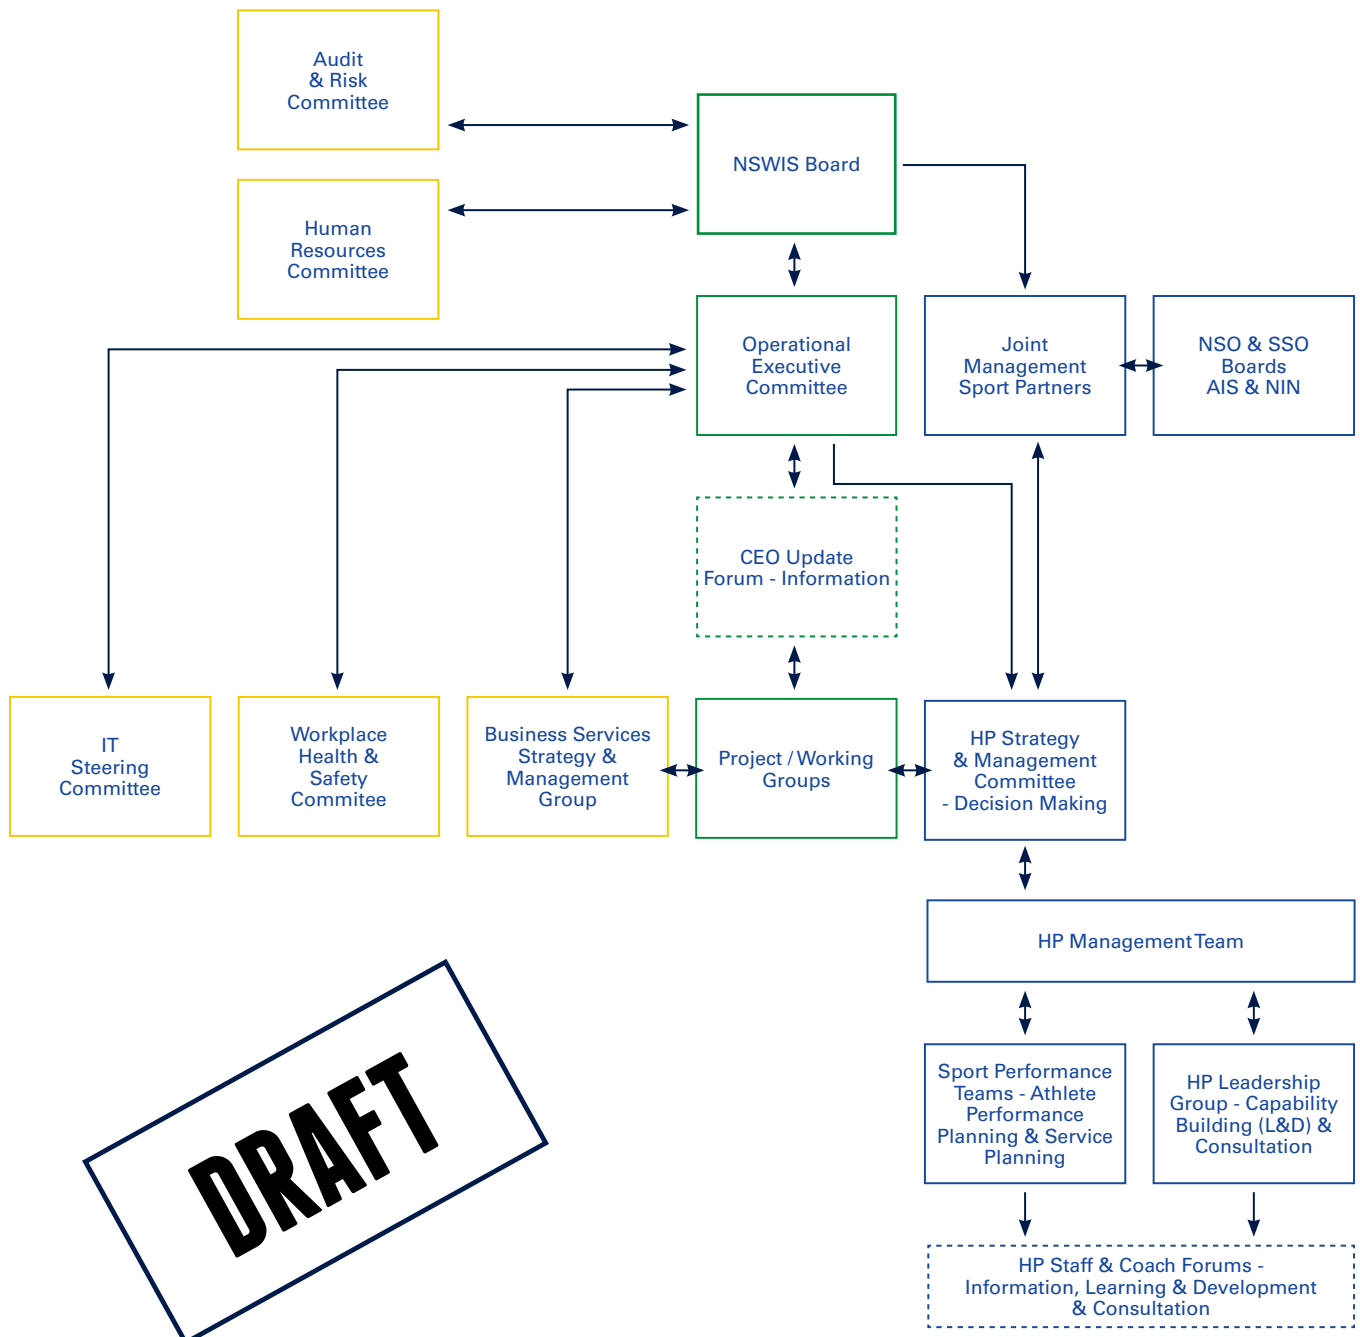 Audit
& Risk
Committee
NSWIS Board
Human
Resources
Committee
Operational
Executive
Committee
Joint
Management
Sport Partners
NSO & SSO
Boards
AIS & NIN
CEO Update
Forum - Information
IT
Steering
Committee
Workplace
Health &
Safety
Commitee
Business Services
Strategy &
Management
Group
Project / Working
Groups
HP Strategy
& Management
Committee
- Decision Making
HP Management Team
Sport Performance
Teams - Athlete
Performance
Planning & Service
Planning
HP Leadership
Group - Capability
Building (L&D) &
Consultation
HP Staff & Coach Forums -
Information, Learning & Development
& Consultation
DRAFT